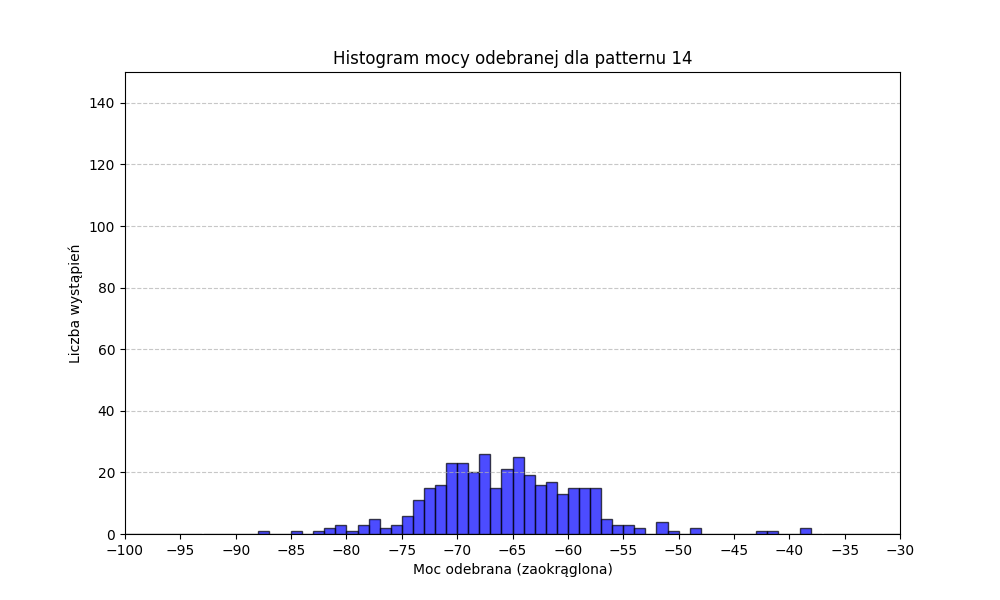 Histogram mocy odebranej dla patternu 14
140
120
100
80
60
40
20
0
−100 −95 −90 −85 −80 −75 −70 −65 −60 −55 −50 −45 −40 −35 −30
Liczba wystąpień
Moc odebrana (zaokrąglona)